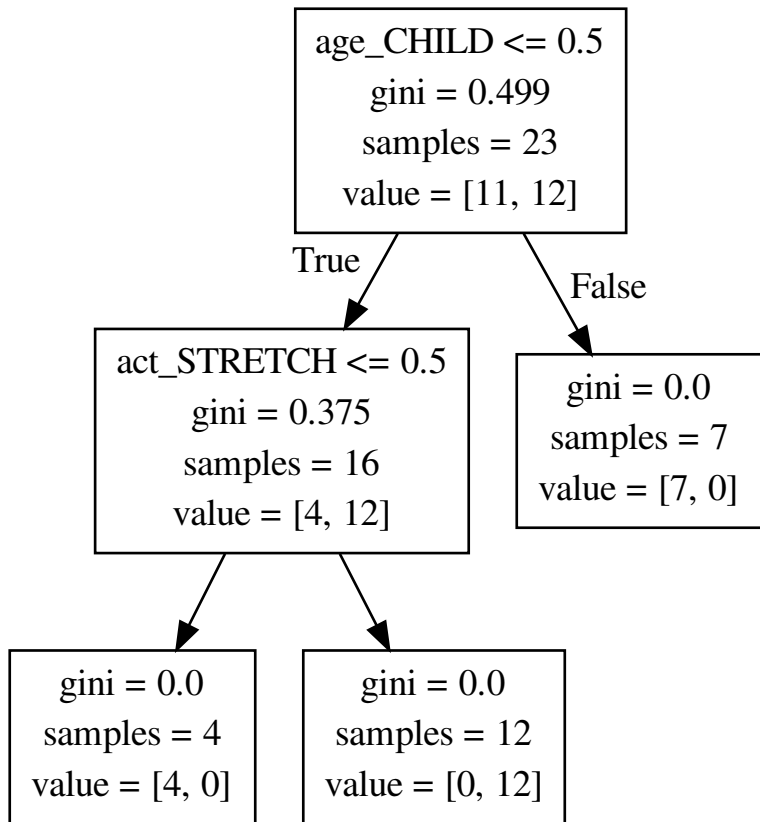 age_CHILD <= 0.5
gini = 0.499
samples = 23
value = [11, 12]
True
False
act_STRETCH <= 0.5
gini = 0.375
samples = 16
value = [4, 12]
gini = 0.0
samples = 7
value = [7, 0]
gini = 0.0
samples = 4
value = [4, 0]
gini = 0.0
samples = 12
value = [0, 12]